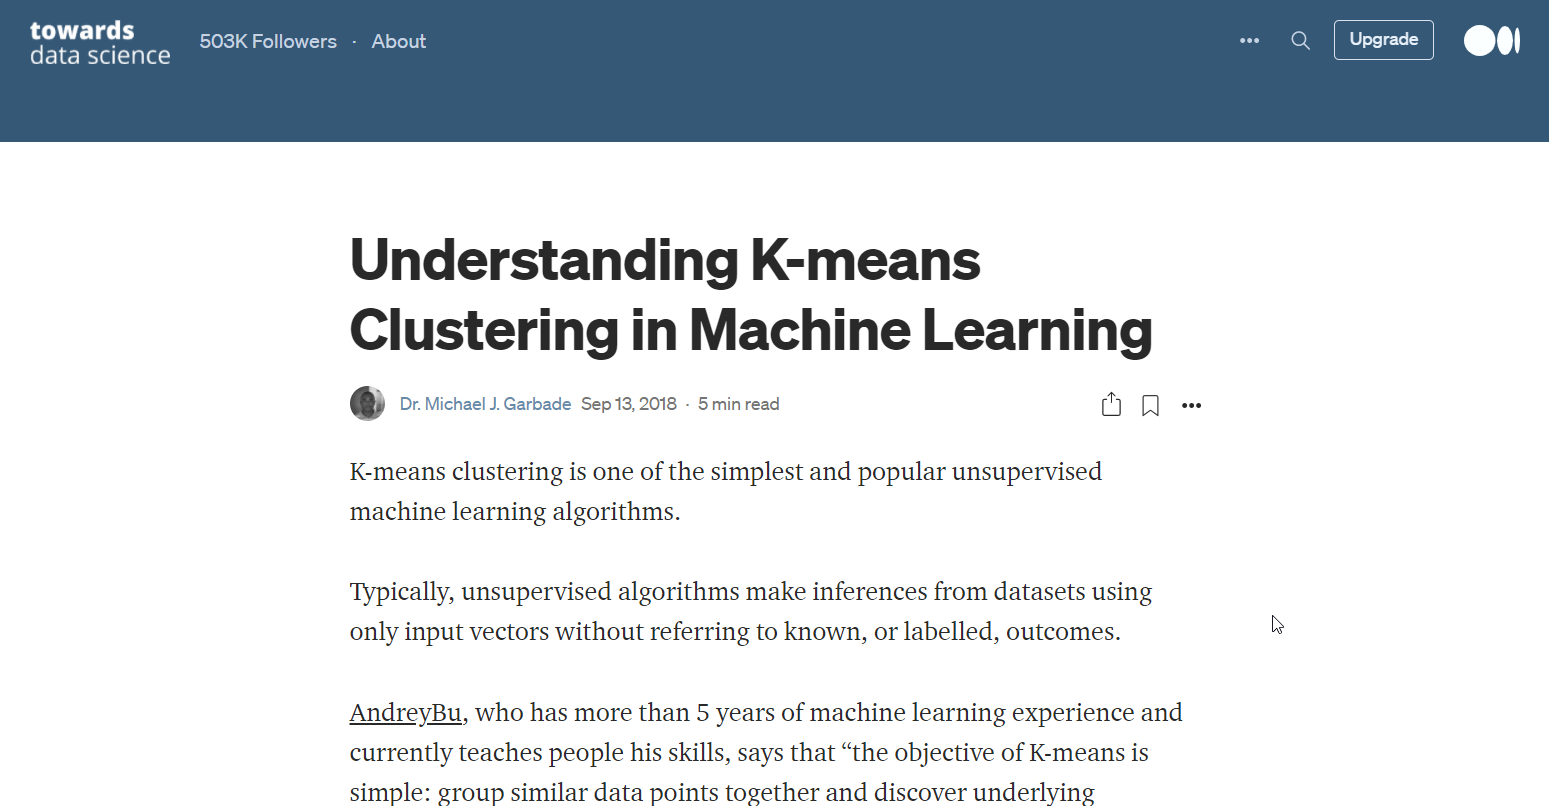 towards
data science
503K Followers · About
Upgrade
Understanding K-means
Clustering in Machine Learning
Dr. Michael J. Garbade Sep 13, 2018 · 5 min read
K-means clustering is one of the simplest and popular unsupervised
machine learning algorithms.
Typically, unsupervised algorithms make inferences from datasets using
only input vectors without referring to known, or labelled, outcomes.
AndreyBu, who has more than 5 years of machine learning experience and
currently teaches people his skills, says that “the objective of K-means is
simple: group similar data points together and discover underlying